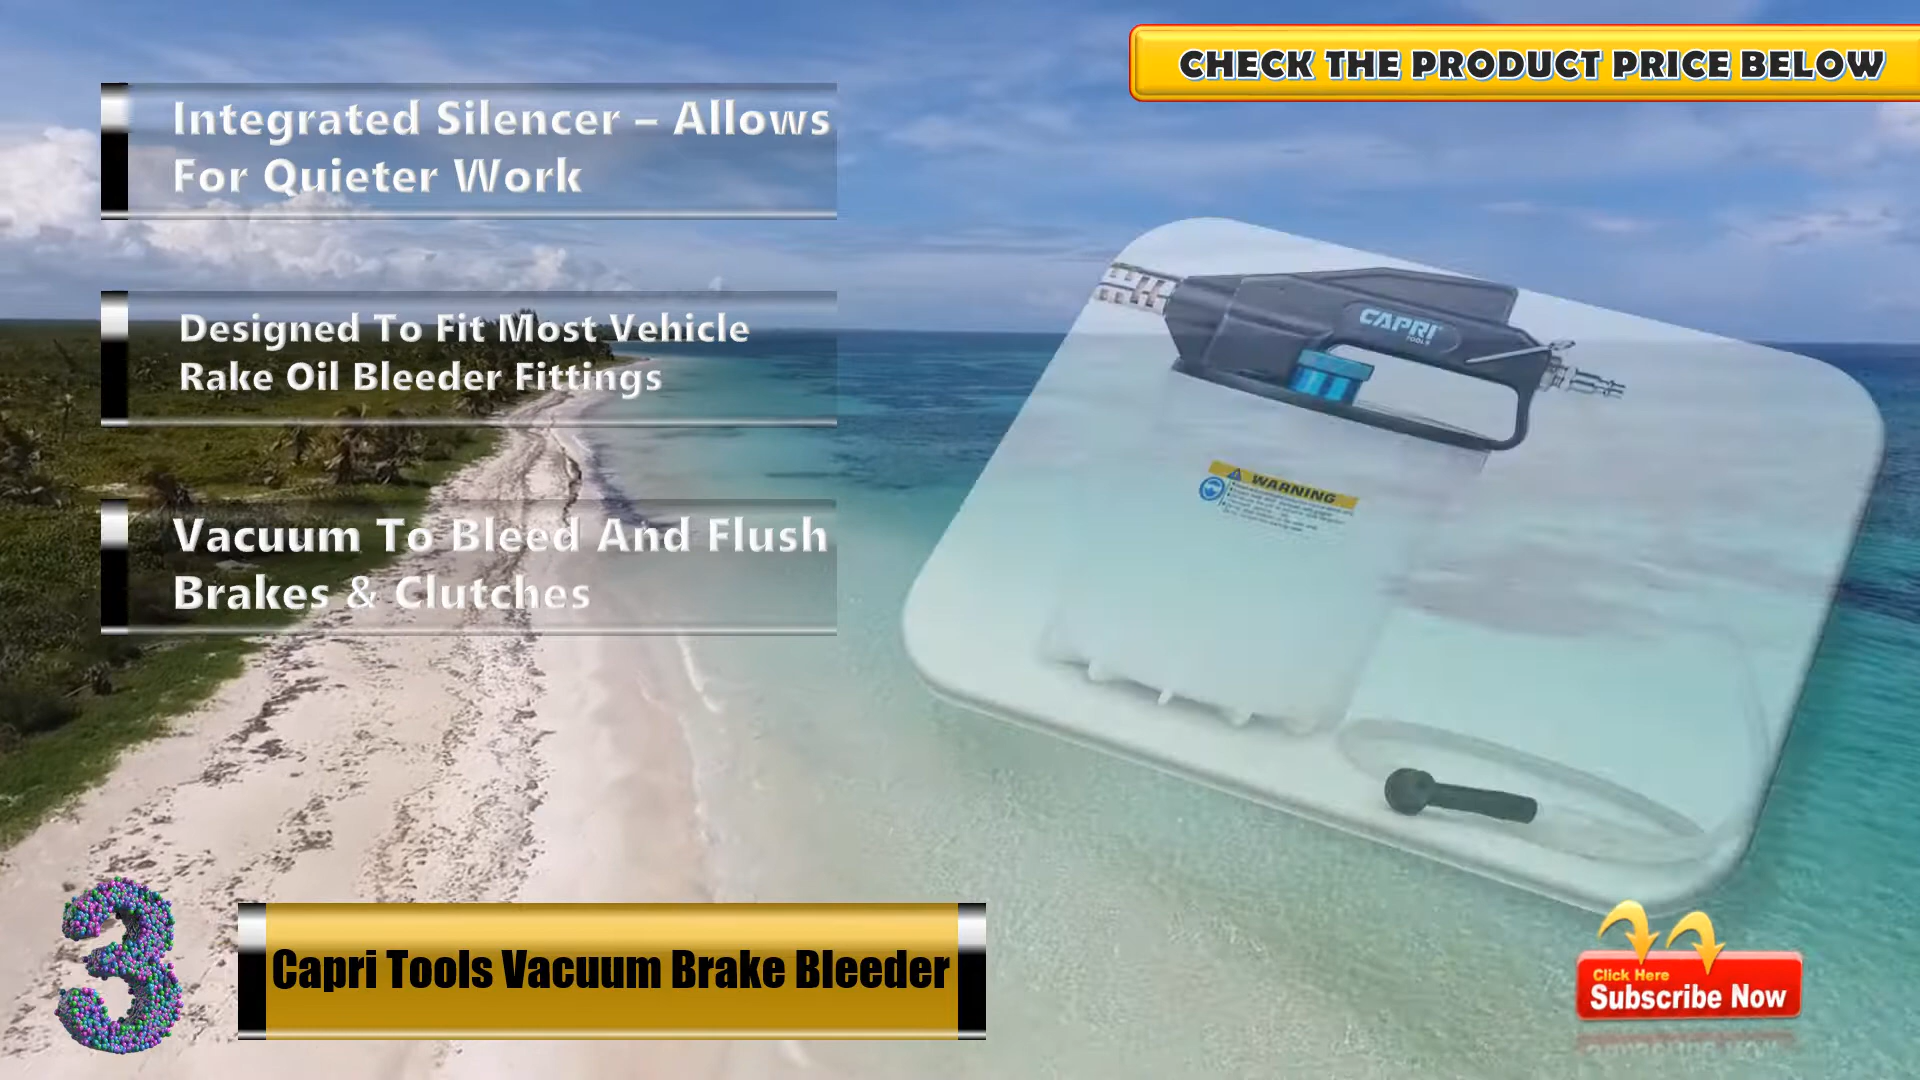 CHECK THE PRODUCT PRICE BELOW
Integrated Silencer – Allows
For Quieter Work
Designed To Fit Most Vehicle
Rake Oil Bleeder Fittings
Vacuum To Bleed And Flush
Brakes & Clutches
CAPRI
TOOLS
WARNING
3
Capri Tools Vacuum Brake Bleeder
Click Here
Subscribe Now